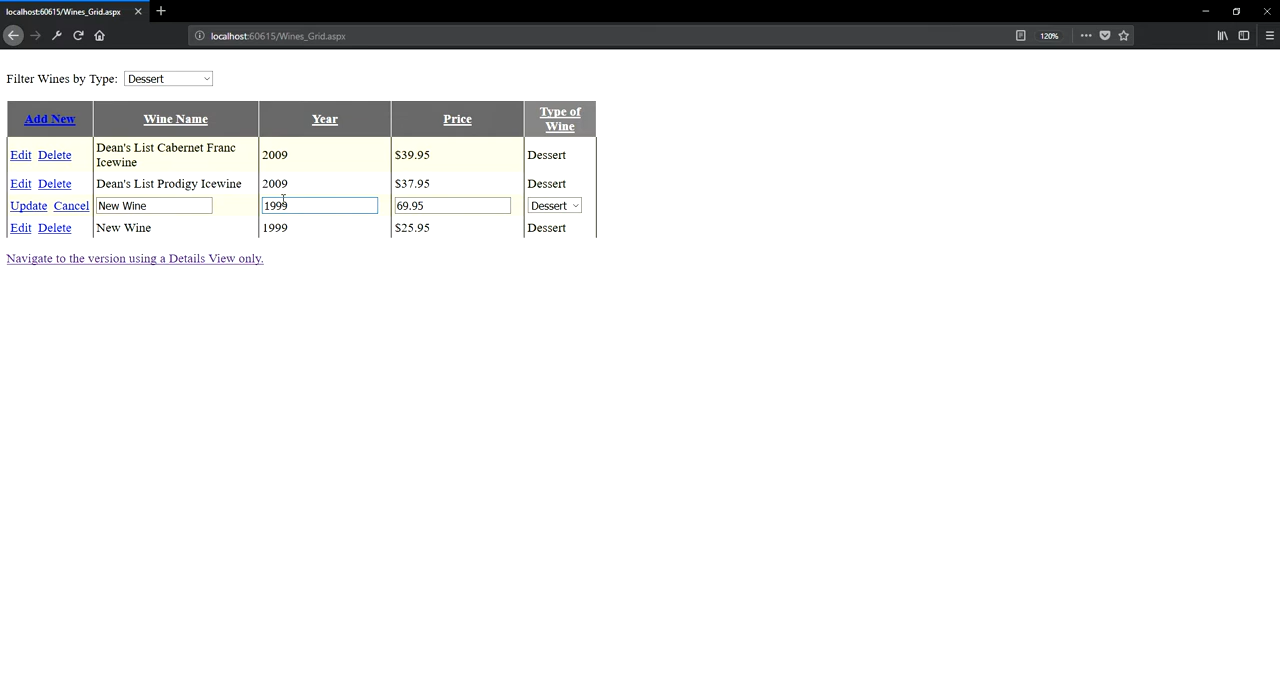 localhost:60615/Wines_Grid.aspx
localhost:60615/Wines_Grid.aspx 120%
Filter Wines by Type: Dessert
Add New Wine Name Year Price Type of Wine
Edit Delete Dean's List Cabernet Franc Icewine 2009 $39.95 Dessert
Edit Delete Dean's List Prodigy Icewine 2009 $37.95 Dessert
Update Cancel New Wine 1999 69.95 Dessert
Edit Delete New Wine 1999 $25.95 Dessert
Navigate to the version using a Details View only.